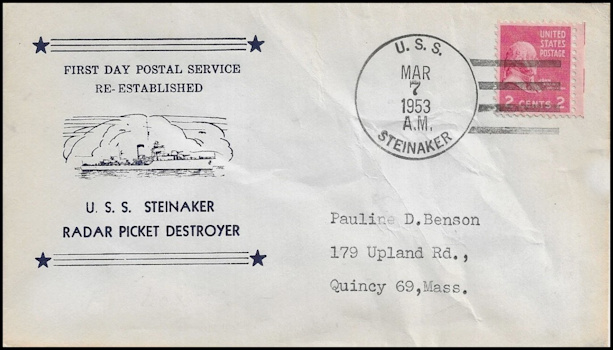 FIRST DAY POSTAL SERVICE
RE-ESTABLISHED
U. S. S. STEINAKER
RADAR PICKET DESTROYER
U. S. S.
MAR
7
1953
A.M.
STEINAKER
UNITED
STATES
POSTAGE
2 CENTS 2
Pauline D.Benson
179 Upland Rd.,
Quincy 69,Mass.